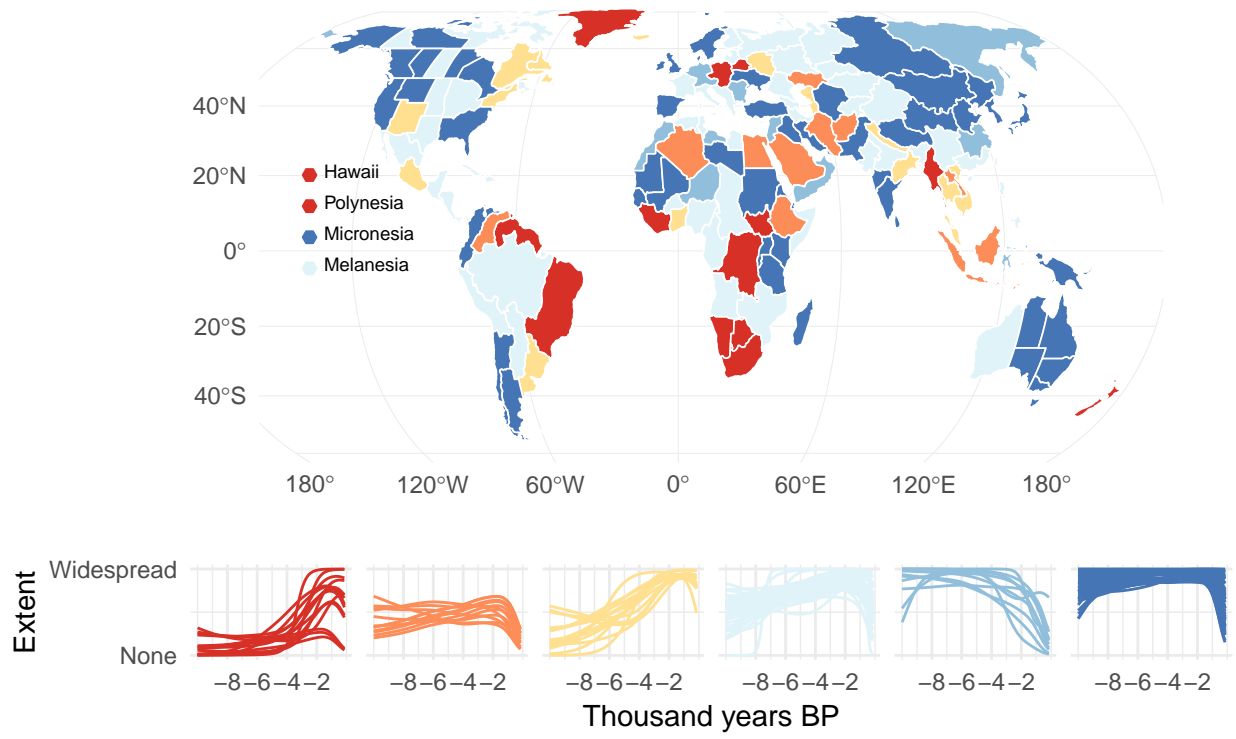 40°N
20°N
0°
20°S
40°S
Hawaii
Polynesia
Micronesia
Melanesia
180° 120°W 60°W 0° 60°E 120°E 180°
Extent
Widespread
None
−8 −6 −4 −2 −8 −6 −4 −2 −8 −6 −4 −2 −8 −6 −4 −2 −8 −6 −4 −2 −8 −6 −4 −2
Thousand years BP